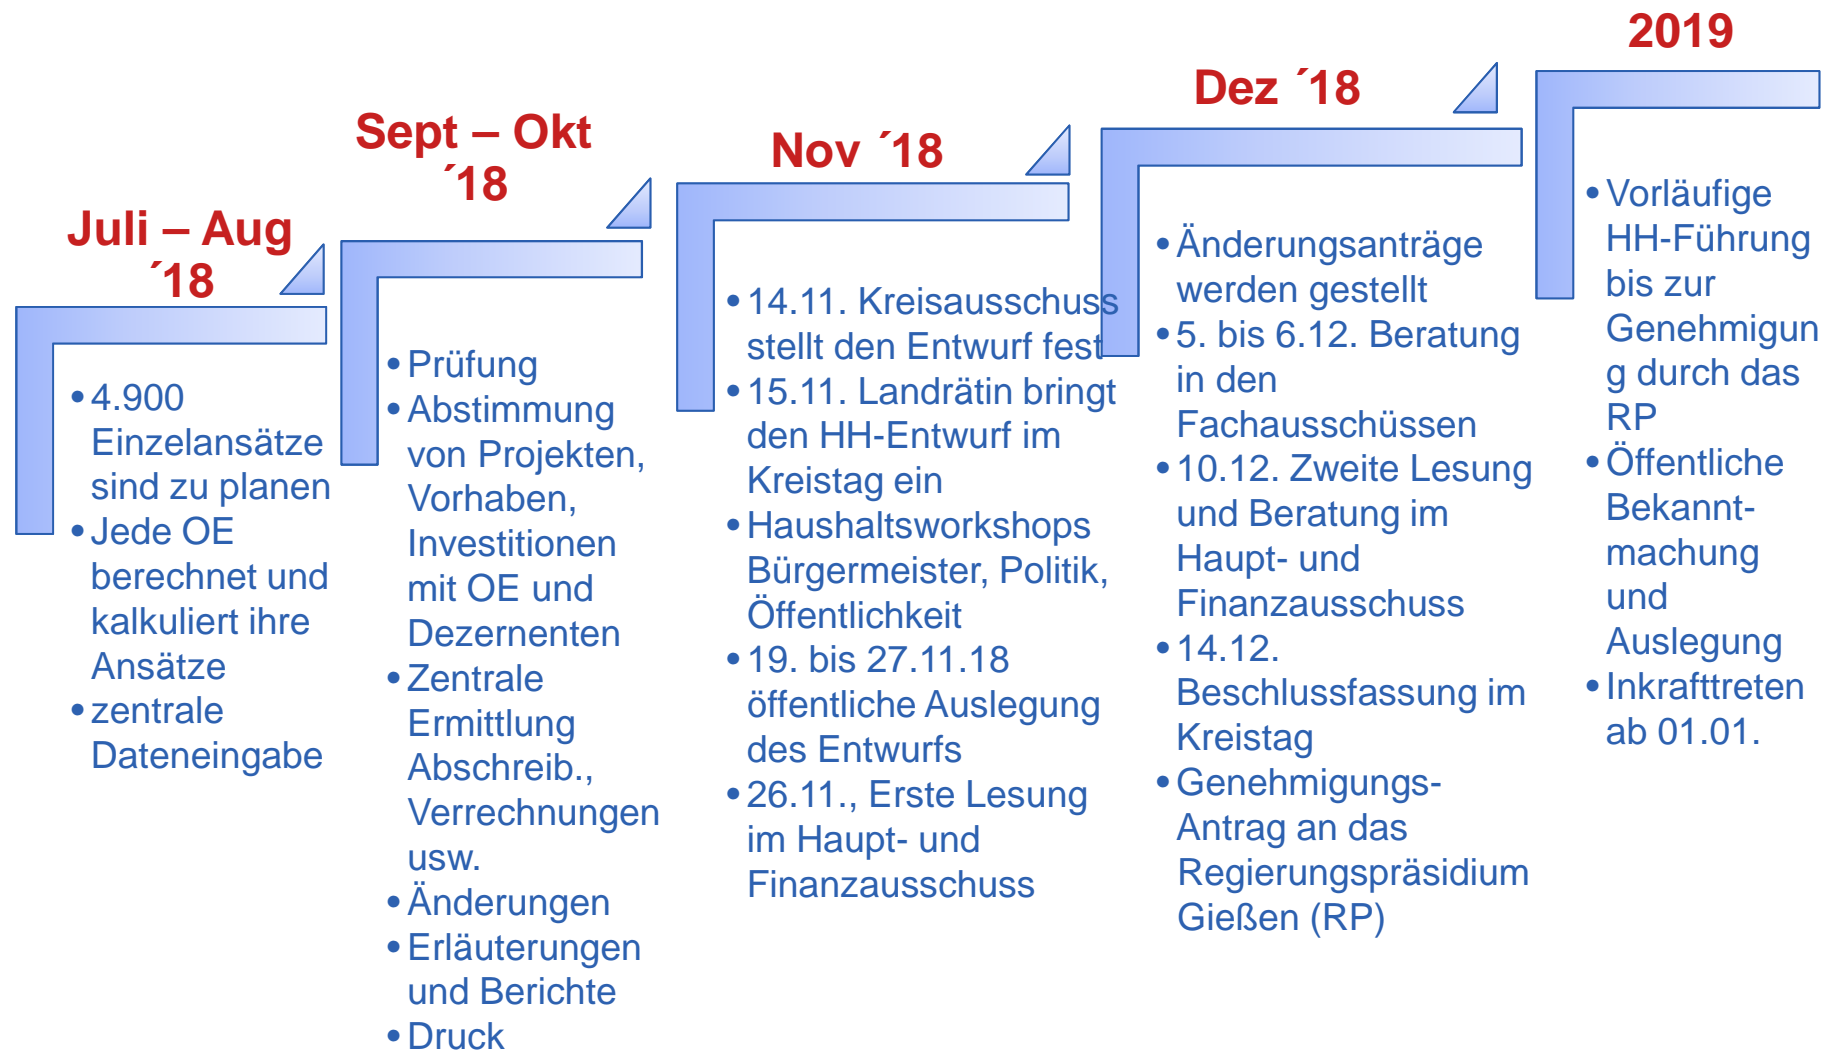 Juli – Aug
´18
• 4.900
Einzelansätze
sind zu planen
• Jede OE
berechnet und
kalkuliert ihre
Ansätze
• zentrale
Dateneingabe
Sept – Okt
´18
• Prüfung
• Abstimmung
von Projekten,
Vorhaben,
Investitionen
mit OE und
Dezernenten
• Zentrale
Ermittlung
Abschreib.,
Verrechnungen
usw.
• Änderungen
• Erläuterungen
und Berichte
• Druck
Nov ´18
• 14.11. Kreisausschuss
stellt den Entwurf fest
• 15.11. Landrätin bringt
den HH-Entwurf im
Kreistag ein
• Haushaltsworkshops
Bürgermeister, Politik,
Öffentlichkeit
• 19. bis 27.11.18
öffentliche Auslegung
des Entwurfs
• 26.11., Erste Lesung
im Haupt- und
Finanzausschuss
Dez ´18
• Änderungsanträge
werden gestellt
• 5. bis 6.12. Beratung
in den
Fachausschüssen
• 10.12. Zweite Lesung
und Beratung im
Haupt- und
Finanzausschuss
• 14.12.
Beschlussfassung im
Kreistag
• Genehmigungs-
Antrag an das
Regierungspräsidium
Gießen (RP)
2019
• Vorläufige
HH-Führung
bis zur
Genehmigun
g durch das
RP
• Öffentliche
Bekannt-
machung
und
Auslegung
• Inkrafttreten
ab 01.01.